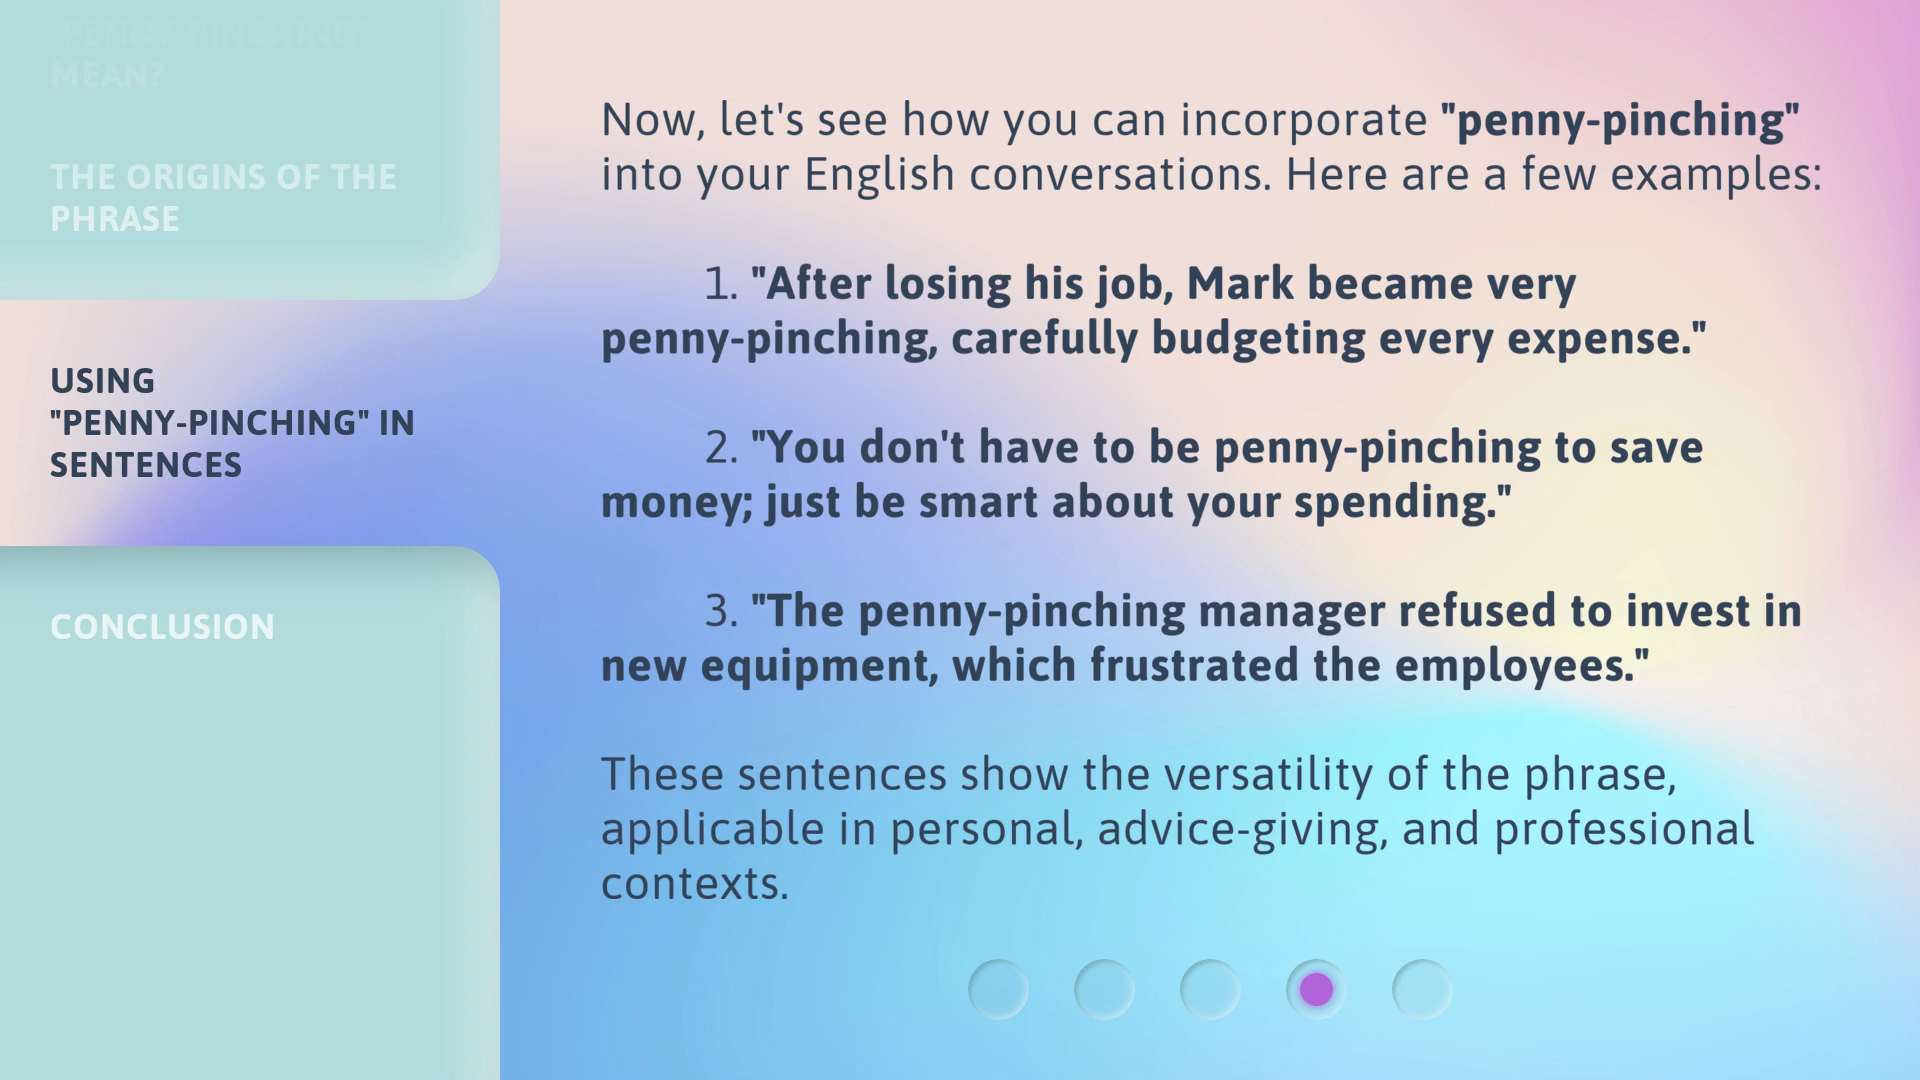 "PENNY-PINCHING"
MEAN?
THE ORIGINS OF THE
PHRASE
USING
"PENNY-PINCHING" IN
SENTENCES
CONCLUSION
Now, let's see how you can incorporate "penny-pinching"
into your English conversations. Here are a few examples:
1. "After losing his job, Mark became very
penny-pinching, carefully budgeting every expense."
2. "You don't have to be penny-pinching to save
money; just be smart about your spending."
3. "The penny-pinching manager refused to invest in
new equipment, which frustrated the employees."
These sentences show the versatility of the phrase,
applicable in personal, advice-giving, and professional
contexts.